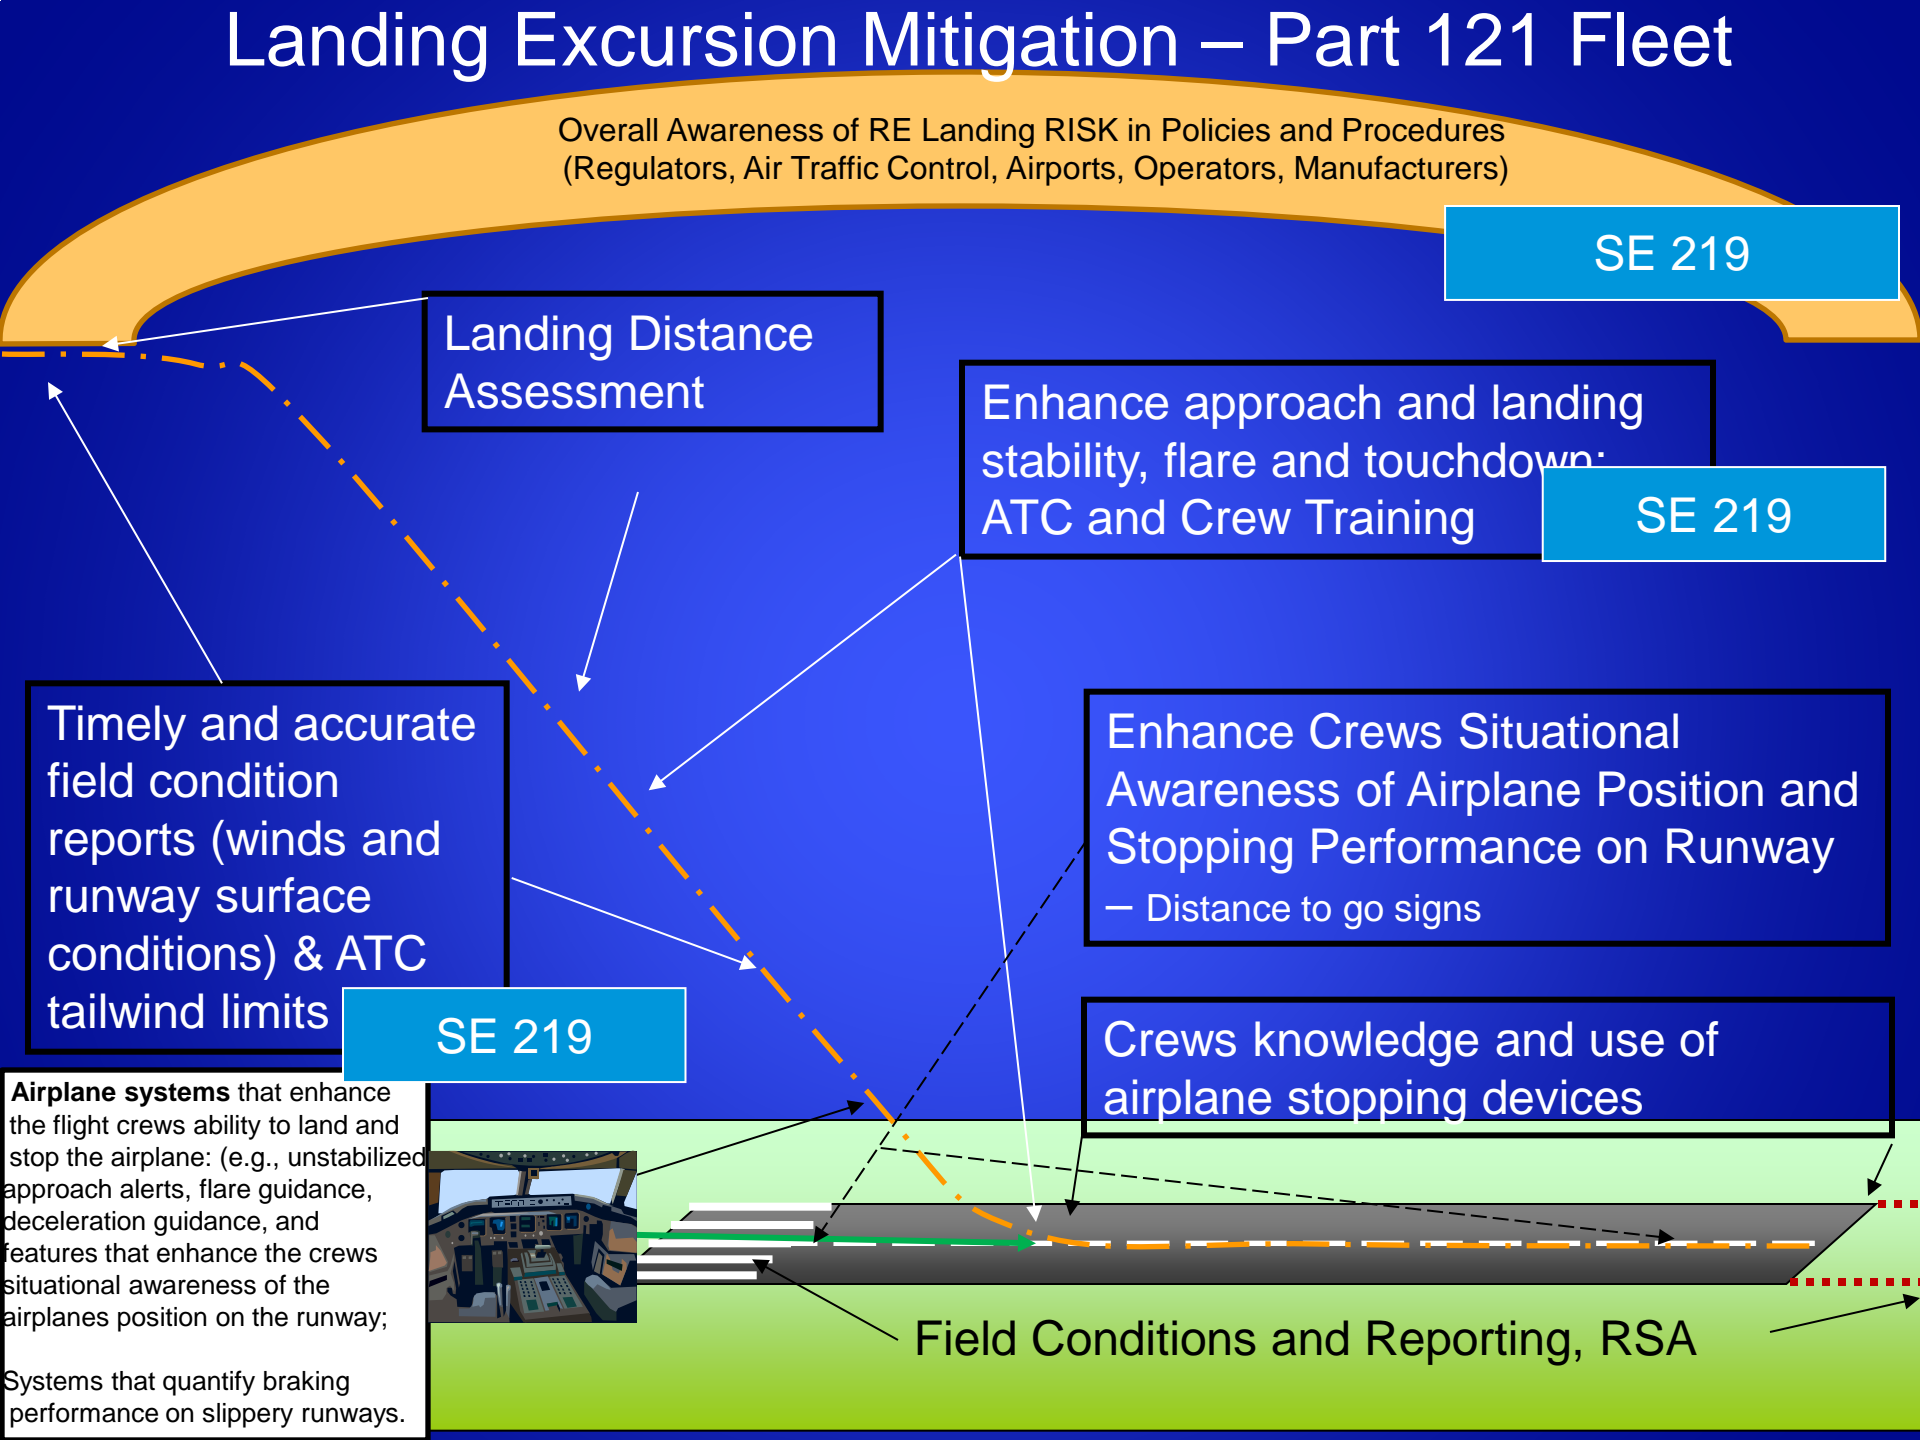 Landing Excursion Mitigation – Part 121 Fleet
Overall Awareness of RE Landing RISK in Policies and Procedures
(Regulators, Air Traffic Control, Airports, Operators, Manufacturers)
SE 219
Landing Distance
Assessment
Enhance approach and landing
stability, flare and touchdown;
ATC and Crew Training
SE 219
Timely and accurate
field condition
reports (winds and
runway surface
conditions) & ATC
tailwind limits
SE 219
Enhance Crews Situational
Awareness of Airplane Position and
Stopping Performance on Runway
– Distance to go signs
Crews knowledge and use of
airplane stopping devices
Airplane systems that enhance
the flight crews ability to land and
stop the airplane: (e.g., unstabilized
approach alerts, flare guidance,
deceleration guidance, and
features that enhance the crews
situational awareness of the
airplanes position on the runway;
Systems that quantify braking
performance on slippery runways.
Field Conditions and Reporting, RSA